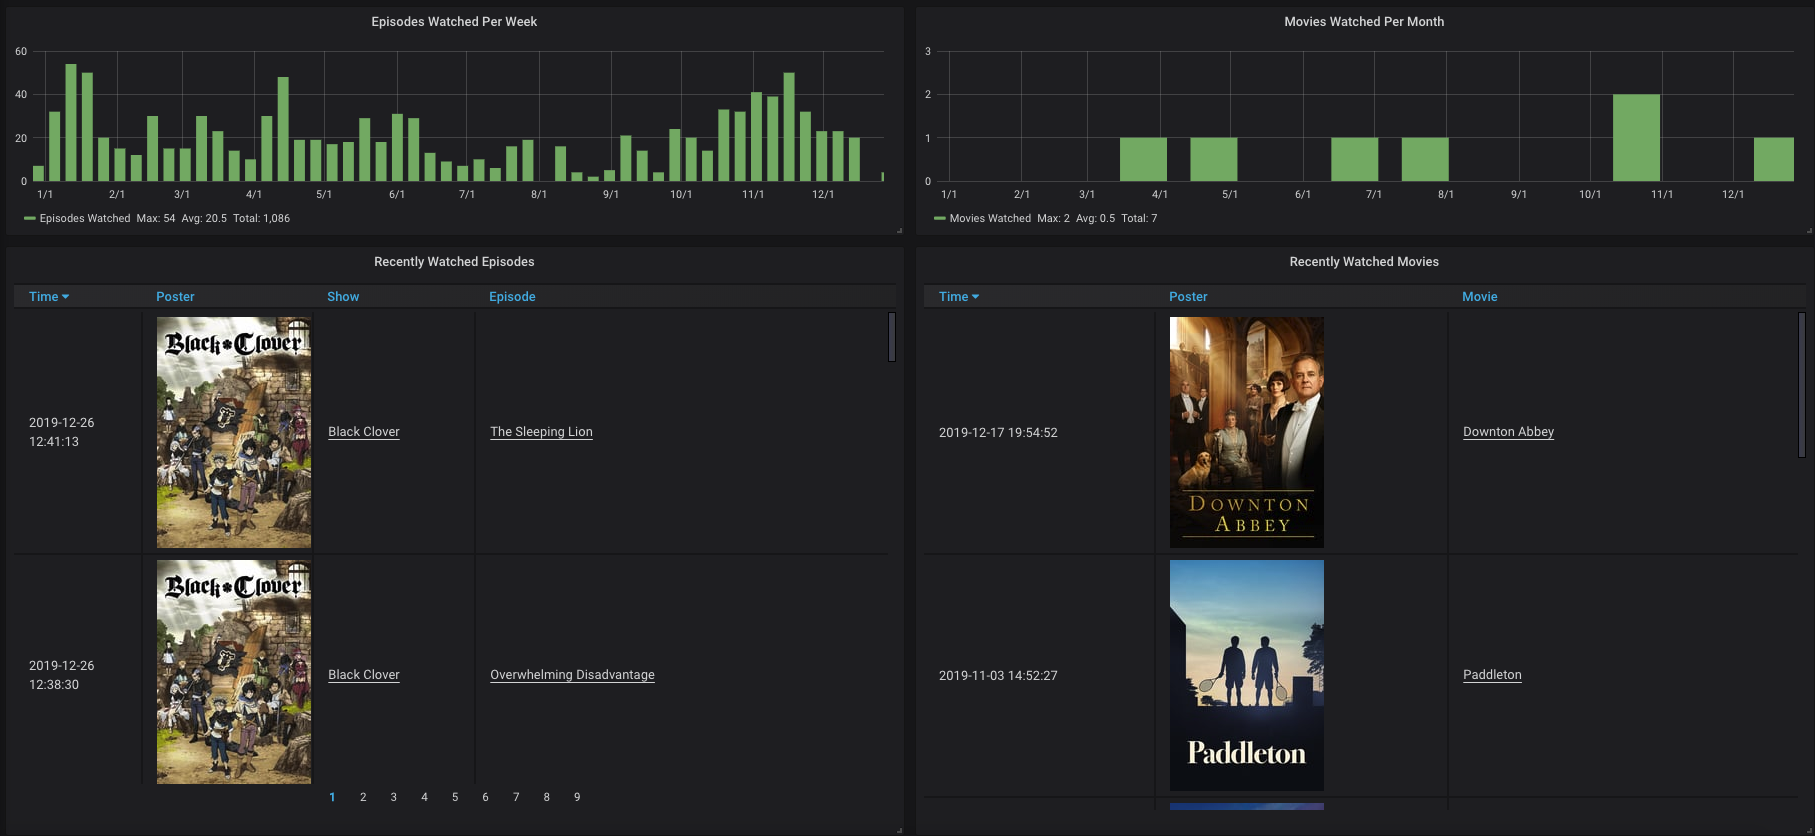 Episodes Watched Per Week
60
40
20
0
1/1 2/1 3/1 4/1 5/1 6/1 7/1 8/1 9/1 10/1 11/1 12/1
Episodes Watched Max: 54 Avg: 20.5 Total: 1,086
Movies Watched Per Month
3
2
1
0
1/1 2/1 3/1 4/1 5/1 6/1 7/1 8/1 9/1 10/1 11/1 12/1
Movies Watched Max: 2 Avg: 0.5 Total: 7
Recently Watched Episodes
Time Poster Show Episode
Black Clover
2019-12-26
12:41:13
Black Clover
The Sleeping Lion
Black Clover
2019-12-26
12:38:30
Black Clover
Overwhelming Disadvantage
1 2 3 4 5 6 7 8 9
Recently Watched Movies
Time Poster Movie
2019-12-17 19:54:52
DOWNTON
ABBEY
Downton Abbey
2019-11-03 14:52:27
Paddleton
Paddleton